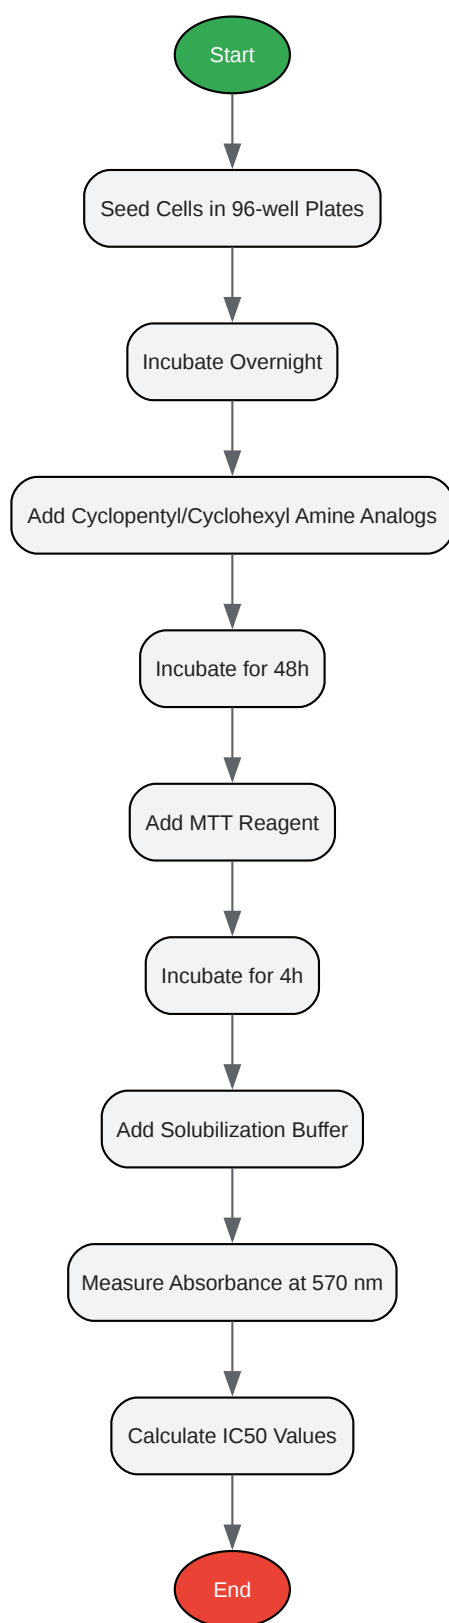 Start
Seed Cells in 96-well Plates
Incubate Overnight
Add Cyclopentyl/Cyclohexyl Amine Analogs
Incubate for 48h
Add MTT Reagent
Incubate for 4h
Add Solubilization Buffer
Measure Absorbance at 570 nm
Calculate IC50 Values
End